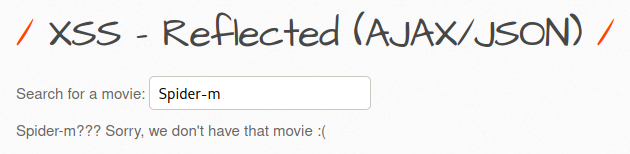 / XSS - Reflected (AJAX/JSON) /
Search for a movie: Spider-m
Spider-m??? Sorry, we don't have that movie :(